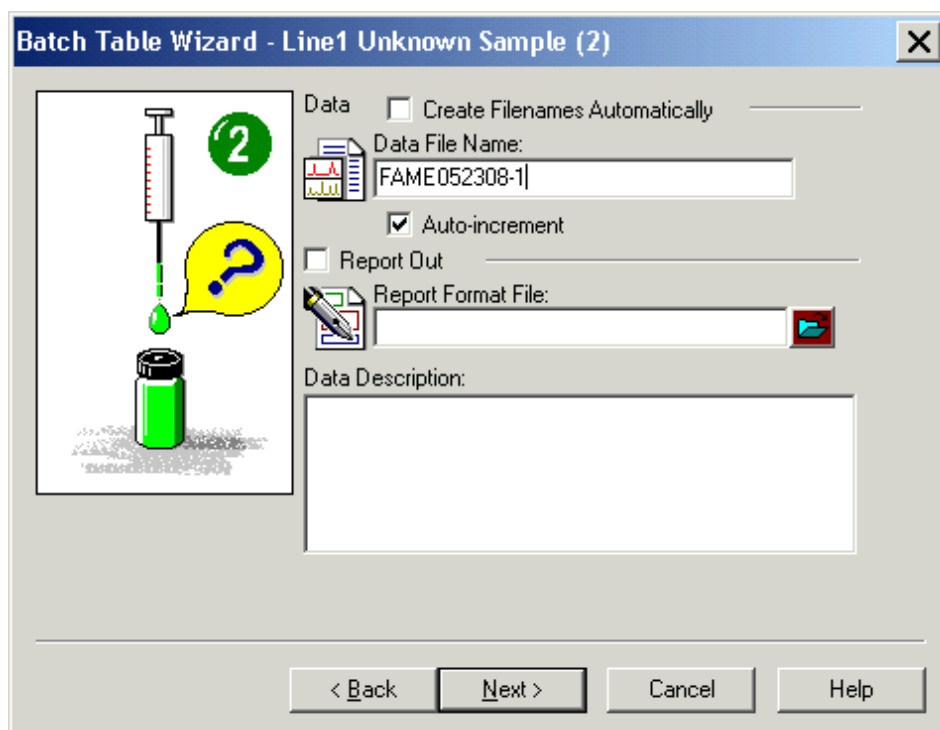 Batch Table Wizard - Line1 Unknown Sample (2)
2
?
Data
Create Filenames Automatically
Data File Name:
FAME052308-1
Auto-increment
Report Out
Report Format File:
Data Description:
< Back
Next >
Cancel
Help